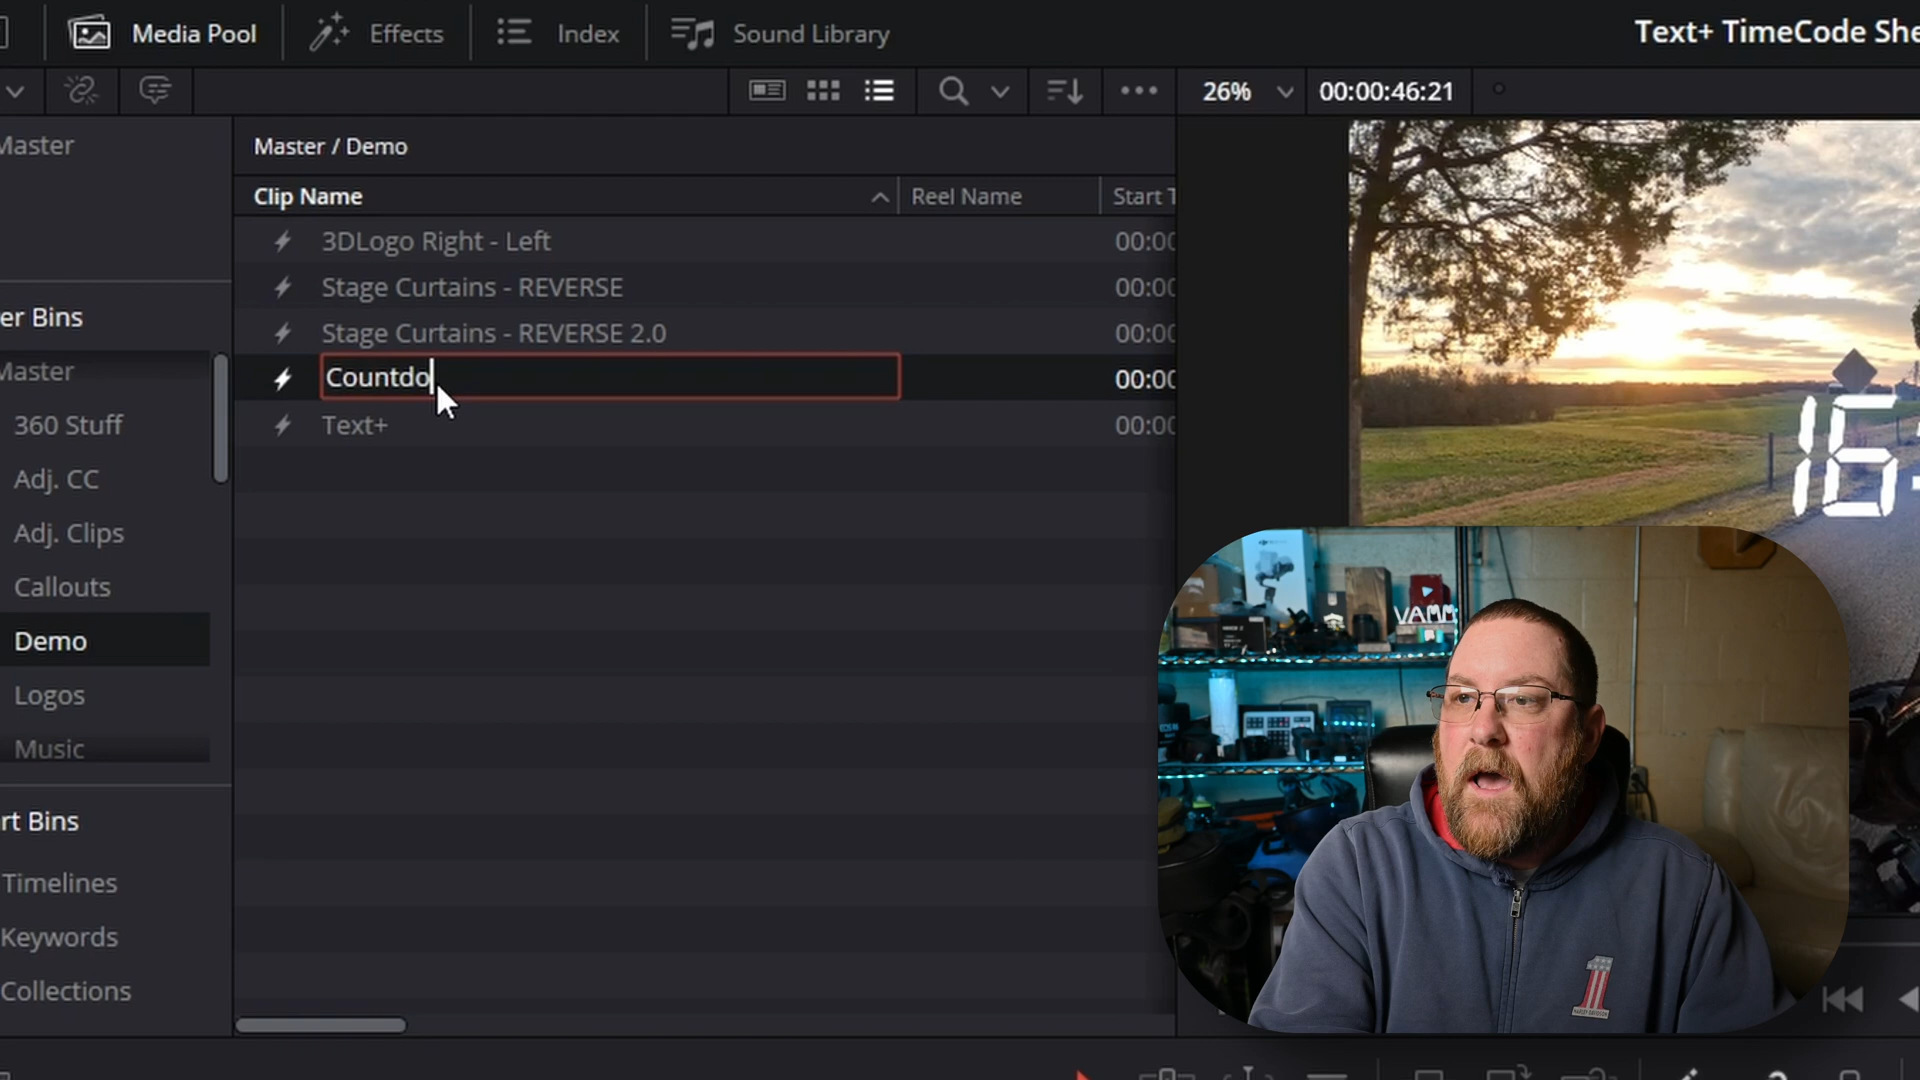 Media Pool
Effects
Index
Sound Library
Text+ TimeCode She
26%
00:00:46:21
Master
Master / Demo
Clip Name
Reel Name
Start T
3DLogo Right - Left
00:00
Stage Curtains - REVERSE
00:00
Stage Curtains - REVERSE 2.0
00:00
Countdo
00:00
Text+
00:00
er Bins
Master
360 Stuff
Adj. CC
Adj. Clips
Callouts
Demo
Logos
Music
rt Bins
Timelines
Keywords
Collections
16
VAMM
1